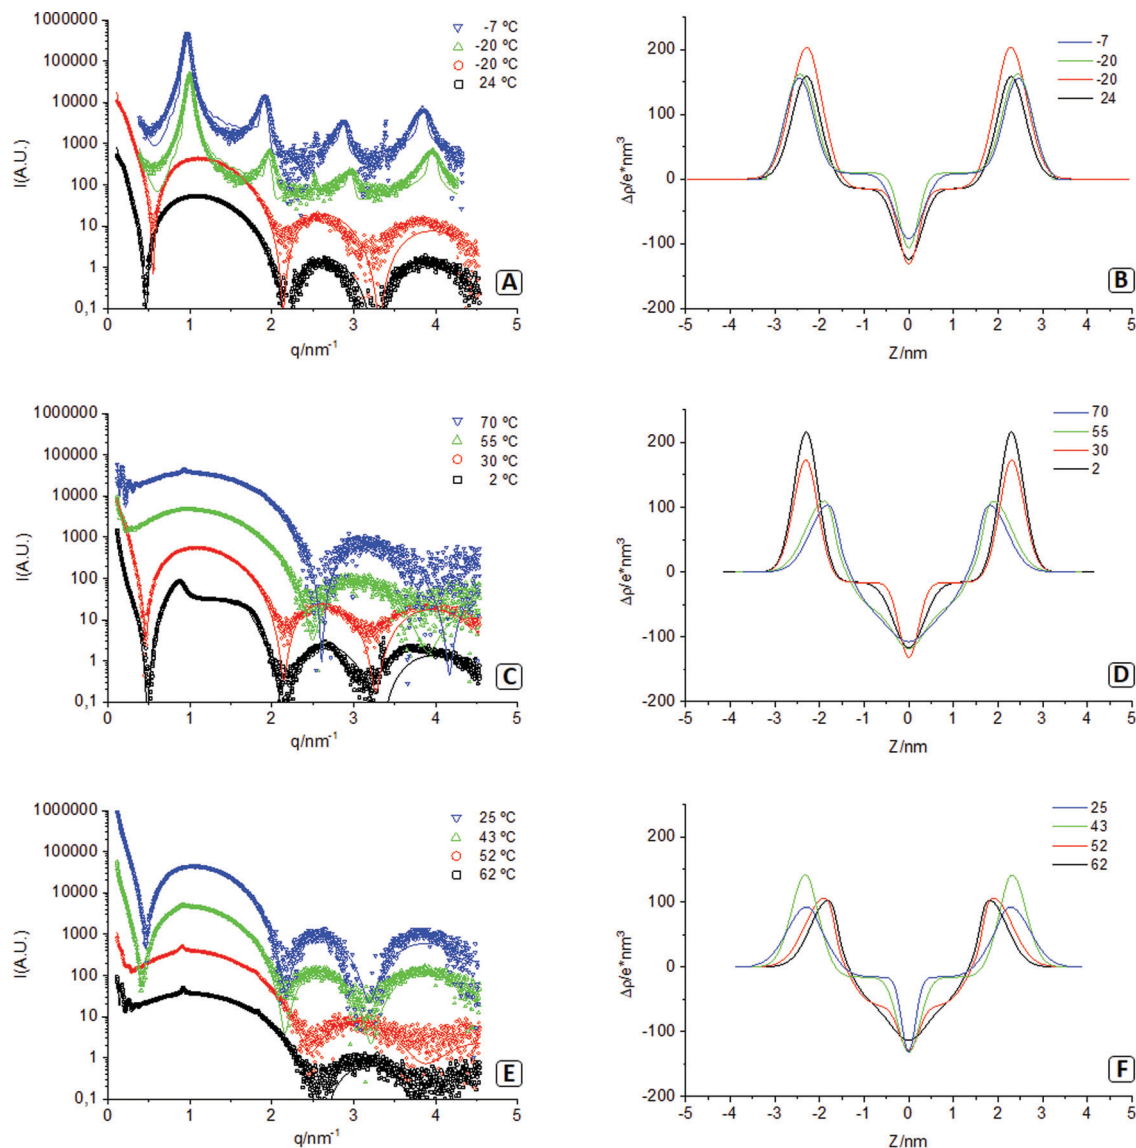 1000000
100000
10000
1000
100
10
1
0,1
I(A.U.)
0 1 2 3 4 5
q/nm-1
-7 ºC
-20 ºC
-20 ºC
24 ºC
A
200
100
0
-100
-200
Δρ/e*nm3
-5 -4 -3 -2 -1 0 1 2 3 4 5
Z/nm
-7
-20
-20
24
B
1000000
100000
10000
1000
100
10
1
0,1
I(A.U.)
0 1 2 3 4 5
q/nm-1
70 ºC
55 ºC
30 ºC
2 ºC
C
200
100
0
-100
-200
Δρ/e*nm3
-5 -4 -3 -2 -1 0 1 2 3 4 5
Z/nm
70
55
30
2
D
1000000
100000
10000
1000
100
10
1
0,1
I(A.U.)
0 1 2 3 4 5
q/nm-1
25 ºC
43 ºC
52 ºC
62 ºC
E
200
100
0
-100
-200
Δρ/e*nm3
-5 -4 -3 -2 -1 0 1 2 3 4 5
Z/nm
25
43
52
62
F